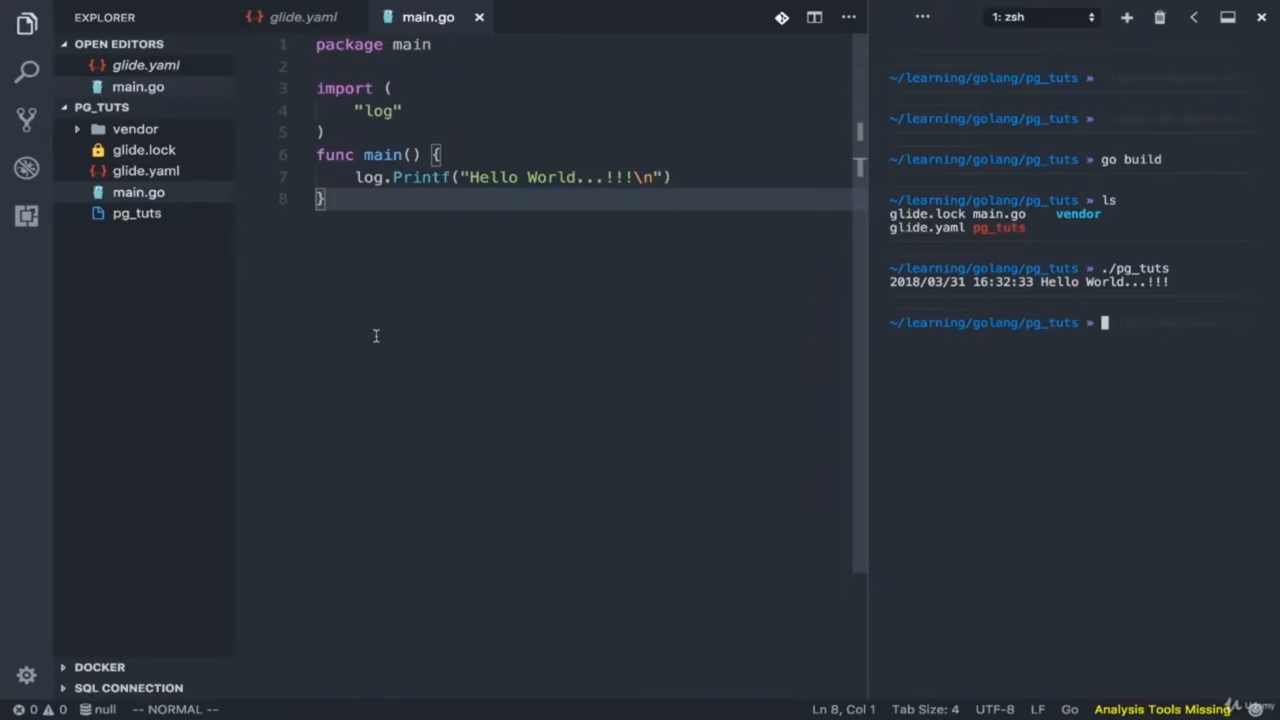 EXPLORER
OPEN EDITORS
glide.yaml
main.go
PG_TUTS
vendor
glide.lock
glide.yaml
main.go
pg_tuts
DOCKER
SQL CONNECTION
glide.yaml main.go
1 package main
2
3 import (
4 "log"
5 )
6 func main() {
7 log.Printf("Hello World...!!!\n")
8 }
1: zsh
~/learning/golang/pg_tuts »
~/learning/golang/pg_tuts »
~/learning/golang/pg_tuts » go build
~/learning/golang/pg_tuts » ls
glide.lock main.go vendor
glide.yaml pg_tuts
~/learning/golang/pg_tuts » ./pg_tuts
2018/03/31 16:32:33 Hello World...!!!
~/learning/golang/pg_tuts »
0 0 null -- NORMAL -- Ln 8, Col 1 Tab Size: 4 UTF-8 LF Go Analysis Tools Missing
Udemy